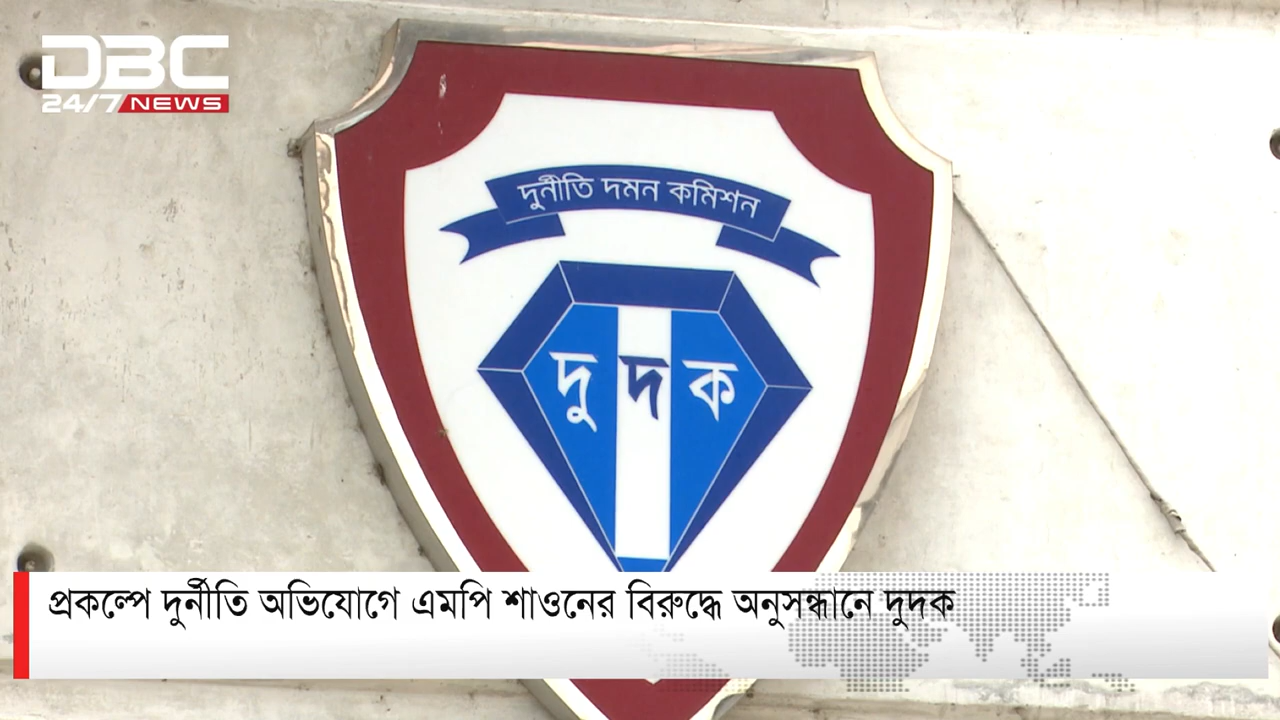 DBC
24/7 NEWS
দুর্নীতি দমন কমিশন
দুদক
প্রকল্পে দুর্নীতি অভিযোগে এমপি শাওনের বিরুদ্ধে অনুসন্ধানে দুদক